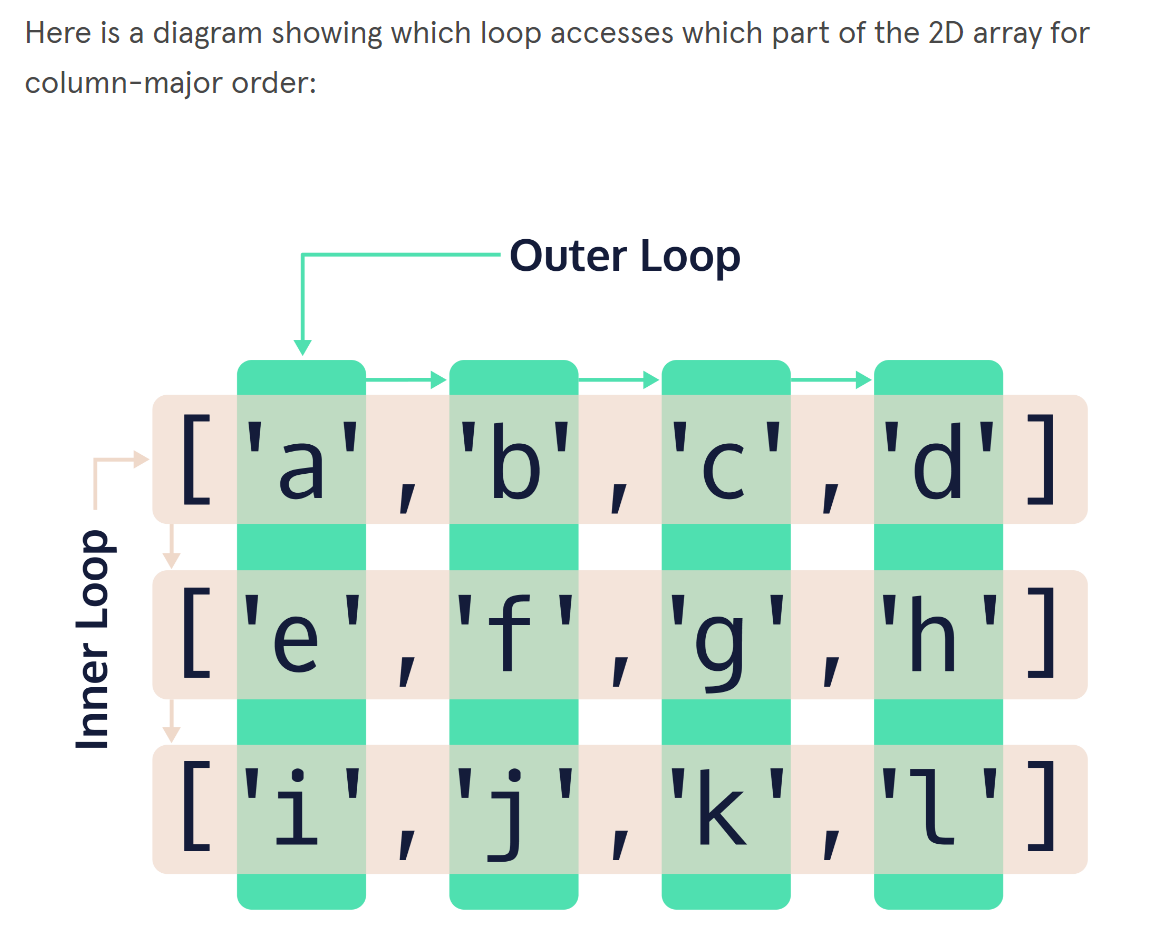 Here is a diagram showing which loop accesses which part of the 2D array for
column-major order:
Outer Loop
Inner Loop
['a', 'b', 'c', 'd']
['e', 'f', 'g', 'h']
['i', 'j', 'k', 'l']